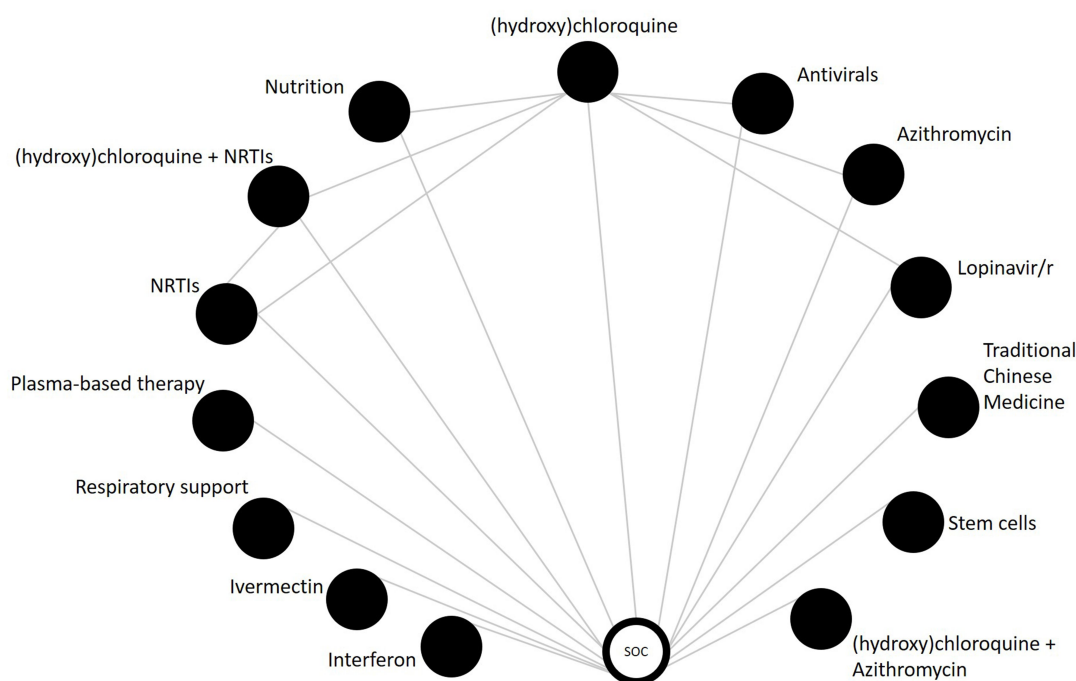 (hydroxy)chloroquine
Antivirals
Nutrition
Azithromycin
(hydroxy)chloroquine + NRTIs
Lopinavir/r
NRTIs
Traditional
Chinese
Medicine
Plasma-based therapy
Respiratory support
Stem cells
Ivermectin
(hydroxy)chloroquine +
Azithromycin
SOC
Interferon